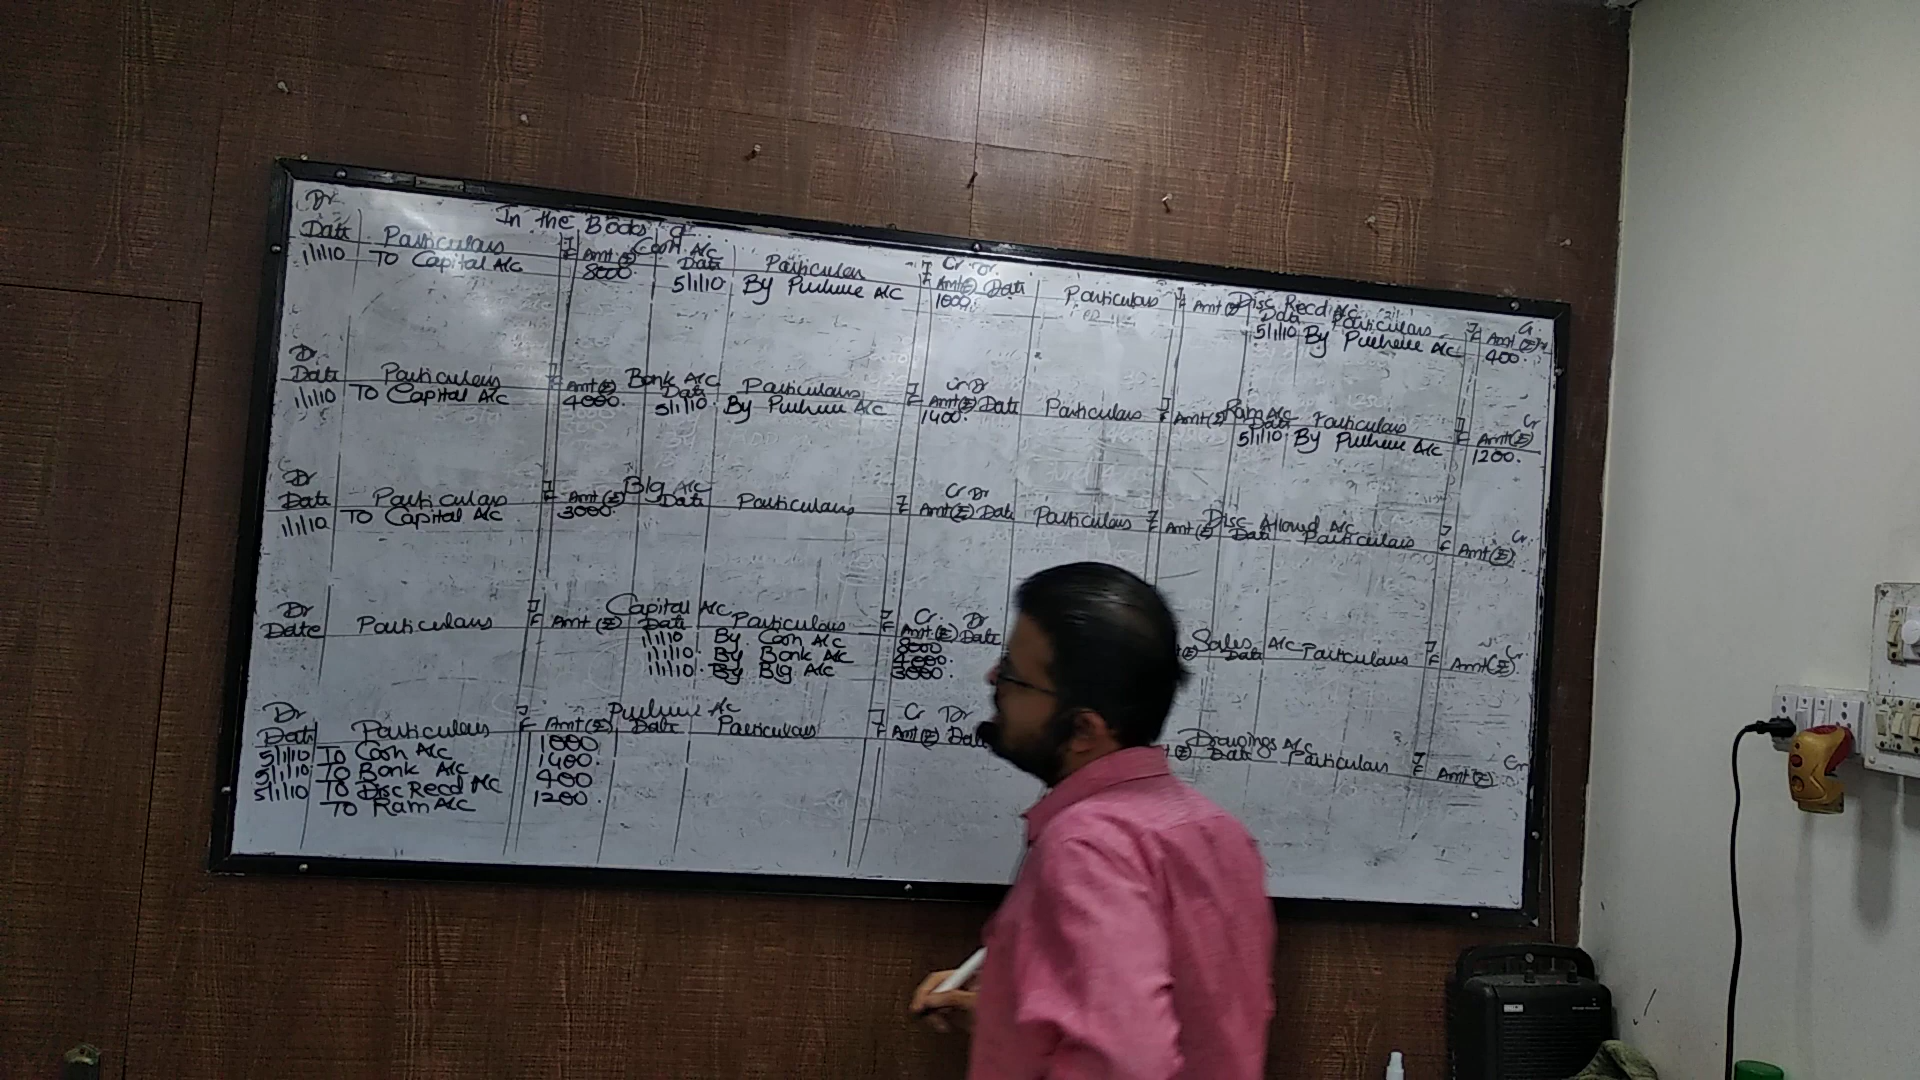 In the Books of
Dr Cash A/c Cr
Date Particulars J F Amt (₹) Date Particulars J F Amt (₹)
1/1/10 To Capital A/c 8000 5/1/10 By Purchase A/c 1000
Dr Disc Recd A/c Cr
Date Particulars J F Amt (₹) Date Particulars J F Amt (₹)
5/1/10 By Purchase A/c 400
Dr Bank A/c Cr
Date Particulars J F Amt (₹) Date Particulars J F Amt (₹)
1/1/10 To Capital A/c 4000 5/1/10 By Purchase A/c 1400
Dr Ram A/c Cr
Date Particulars J F Amt (₹) Date Particulars J F Amt (₹)
5/1/10 By Purchase A/c 1200
Dr Blg A/c Cr
Date Particulars J F Amt (₹) Date Particulars J F Amt (₹)
1/1/10 To Capital A/c 3000
Dr Disc Allowed A/c Cr
Date Particulars J F Amt (₹) Date Particulars J F Amt (₹)
Dr Capital A/c Cr
Date Particulars J F Amt (₹) Date Particulars J F Amt (₹)
1/1/10 By Cash A/c 8000
1/1/10 By Bank A/c 4000
1/1/10 By Blg A/c 3000
Dr Sales A/c Cr
Date Date Particulars J F Amt (₹)
Dr Purchase A/c Cr
Date Particulars J F Amt (₹) Date Particulars J F Amt (₹)
5/1/10 To Cash A/c 1000
5/1/10 To Bank A/c 1400
5/1/10 To Disc Recd A/c 400
To Ram A/c 1200
Dr Drawings A/c Cr
Date Date Particulars J F Amt (₹)